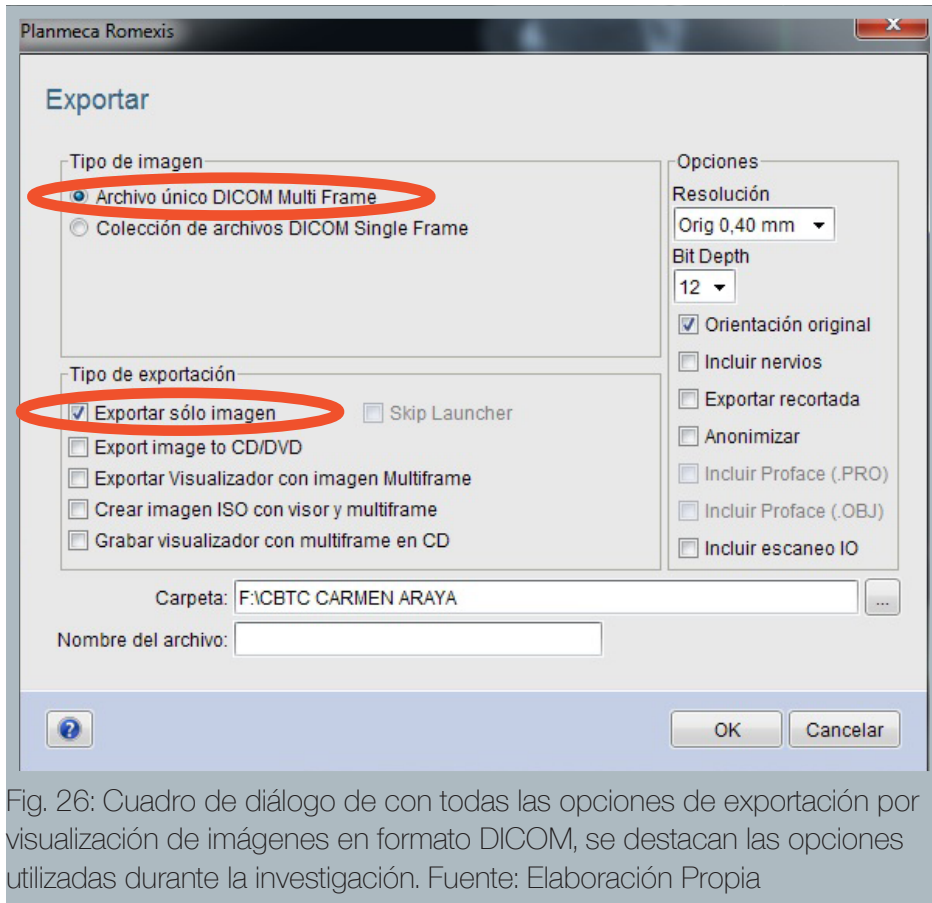 Planmeca Romexis
x
Exportar
Tipo de imagen
Archivo único DICOM Multi Frame
Colección de archivos DICOM Single Frame
Tipo de exportación
Exportar sólo imagen Skip Launcher
Export image to CD/DVD
Exportar Visualizador con imagen Multiframe
Crear imagen ISO con visor y multiframe
Grabar visualizador con multiframe en CD
Opciones
Resolución
Orig 0,40 mm
Bit Depth
12
Orientación original
Incluir nervios
Exportar recortada
Anonimizar
Incluir Proface (.PRO)
Incluir Proface (.OBJ)
Incluir escaneo IO
Carpeta: F:\CBTC CARMEN ARAYA ...
Nombre del archivo:
? OK Cancelar
Fig. 26: Cuadro de diálogo de con todas las opciones de exportación por
visualización de imágenes en formato DICOM, se destacan las opciones
utilizadas durante la investigación. Fuente: Elaboración Propia